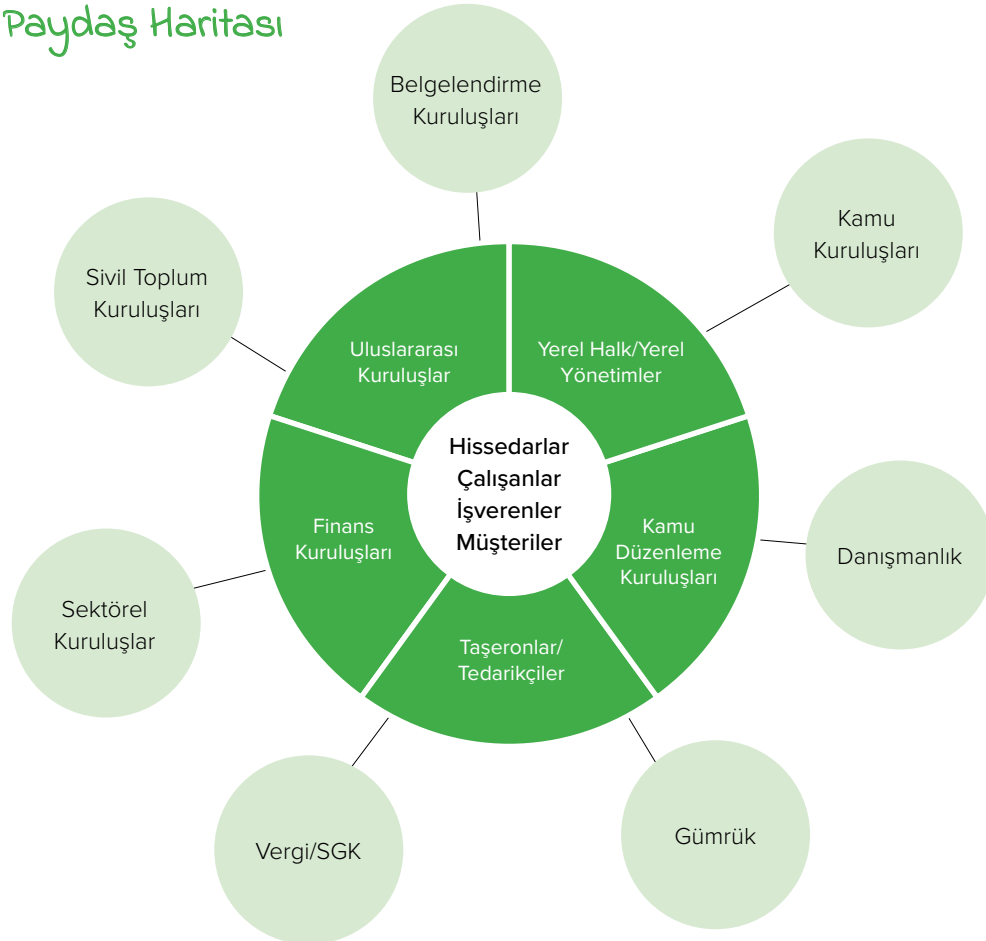 Paydaş Haritası
Belgelendirme
Kuruluşları
Kamu
Kuruluşları
Sivil Toplum
Kuruluşları
Uluslararası
Kuruluşlar
Yerel Halk/Yerel
Yönetimler
Hissedarlar
Çalışanlar
İşverenler
Müşteriler
Finans
Kuruluşları
Kamu
Düzenleme
Kuruluşları
Danışmanlık
Sektörel
Kuruluşlar
Taşeronlar/
Tedarikçiler
Vergi/SGK
Gümrük